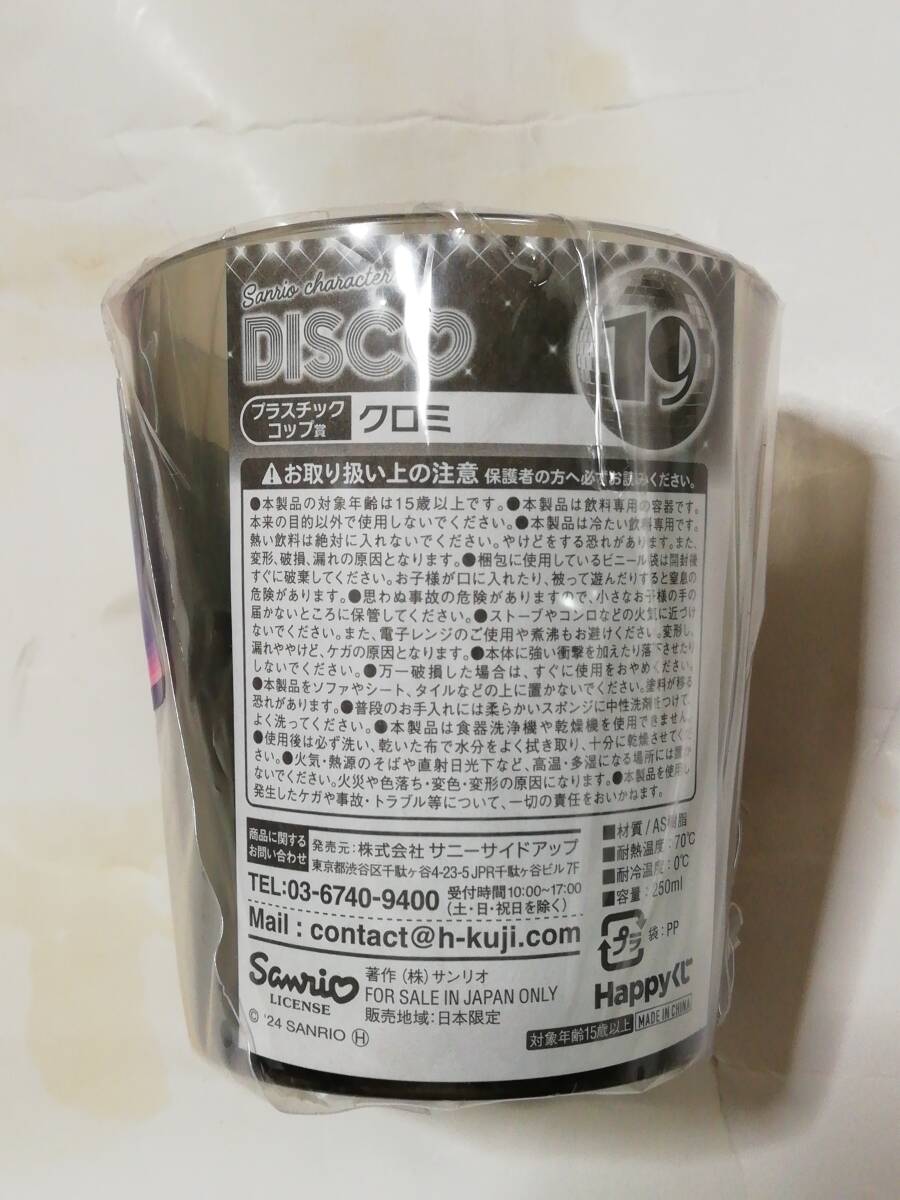 Sanrio character
DISCO
19
プラスチック
コップ賞
クロミ
お取り扱い上の注意 保護者の方へ必ずお読みください。
●本製品の対象年齢は15歳以上です。●本製品は飲料専用の容器です。
本来の目的以外で使用しないでください。●本製品は冷たい飲料専用です。
熱い飲料は絶対に入れないでください。やけどをする恐れがあります。また、
変形、破損、漏れの原因となります。●梱包に使用しているビニール袋は開封後
すぐに破棄してください。お子様が口に入れたり、被って遊んだりすると窒息の
危険があります。●思わぬ事故の危険がありますので、小さなお子様の手の
届かないところに保管してください。●ストーブやコンロなどの火気に近づけ
ないでください。また、電子レンジのご使用や煮沸もお避けください。変形し、
漏れややけど、ケガの原因となります。●本体に強い衝撃を加えたり落下させたり
しないでください。●万一破損した場合は、すぐに使用をおやめください。
●本製品をソファやシート、タイルなどの上に置かないでください。塗料が移る
恐れがあります。●普段のお手入れには柔らかいスポンジに中性洗剤をつけて、
よく洗ってください。●本製品は食器洗浄機や乾燥機を使用できません。
●使用後は必ず洗い、乾いた布で水分をよく拭き取り、十分に乾燥させてくだ
さい。●火気・熱源のそばや直射日光下など、高温・多湿になる場所には置か
ないでください。火災や色落ち・変色・変形の原因になります。●本製品を使用し
発生したケガや事故・トラブル等について、一切の責任をおいかねます。
商品に関する
お問い合わせ
発売元：株式会社 サニーサイドアップ
東京都渋谷区千駄ヶ谷4-23-5 JPR千駄ヶ谷ビル 7F
TEL:03-6740-9400 受付時間10:00〜17:00
(土・日・祝日を除く)
Mail : contact@h-kuji.com
■材質／AS樹脂
■耐熱温度：70℃
■耐冷温度：0℃
■容量：250ml
プラ 袋：PP
Sanrio
LICENSE
© '24 SANRIO Ⓗ
著作 (株) サンリオ
FOR SALE IN JAPAN ONLY
販売地域：日本限定
Happyくじ
対象年齢15歳以上 MADE IN CHINA